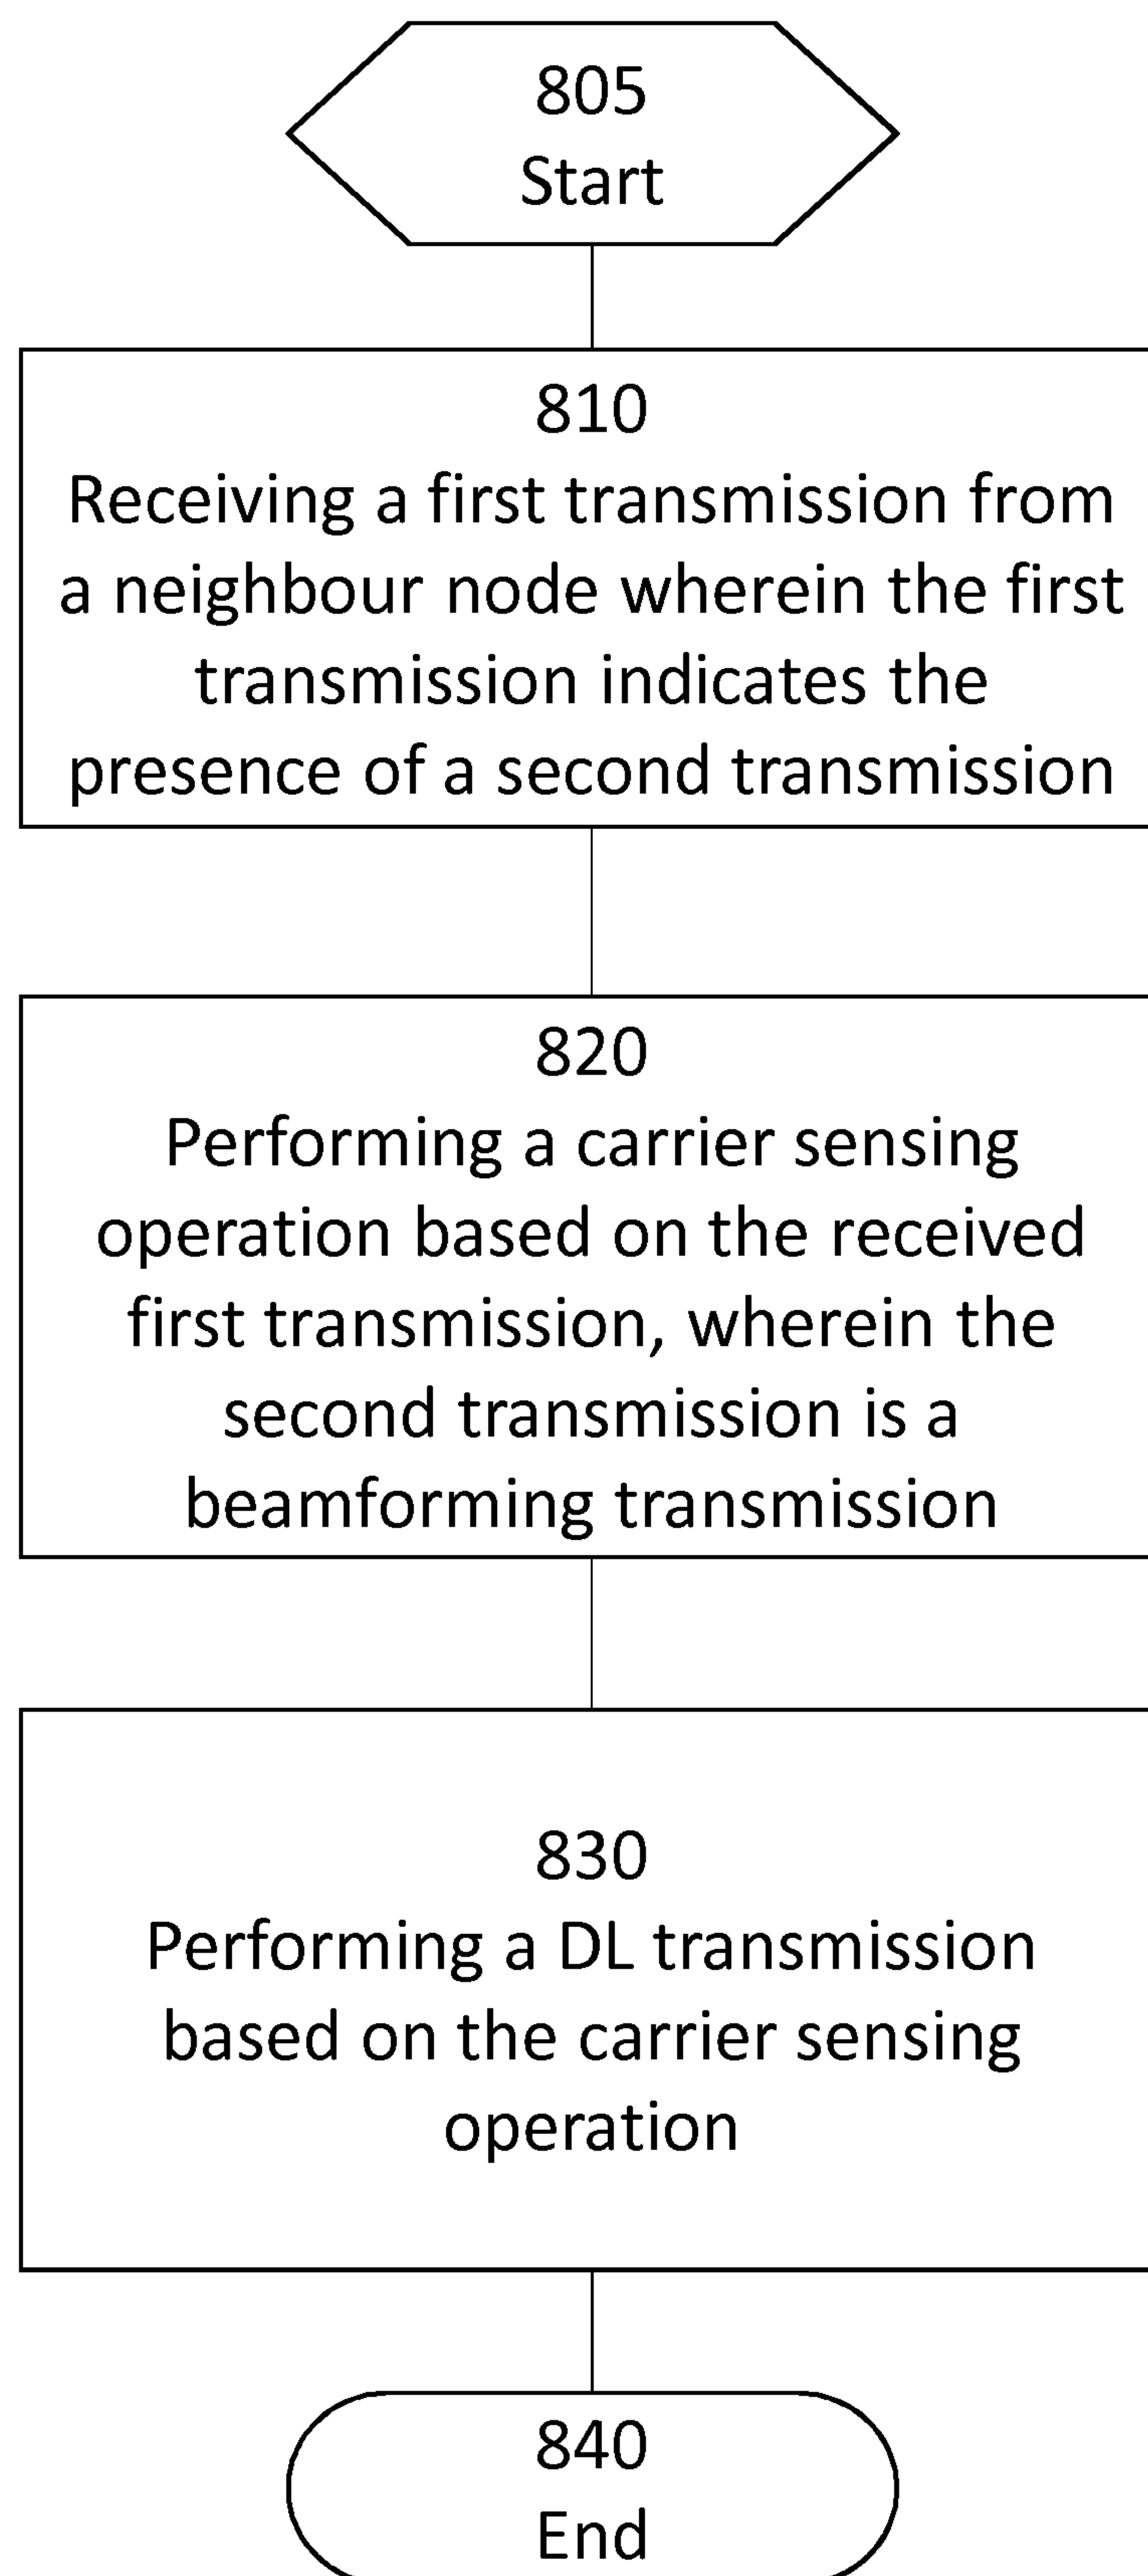 805
Start
810
Receiving a first transmission from
a neighbour node wherein the first
transmission indicates the
presence of a second transmission
820
Performing a carrier sensing
operation based on the received
first transmission, wherein the
second transmission is a
beamforming transmission
830
Performing a DL transmission
based on the carrier sensing
operation
840
End